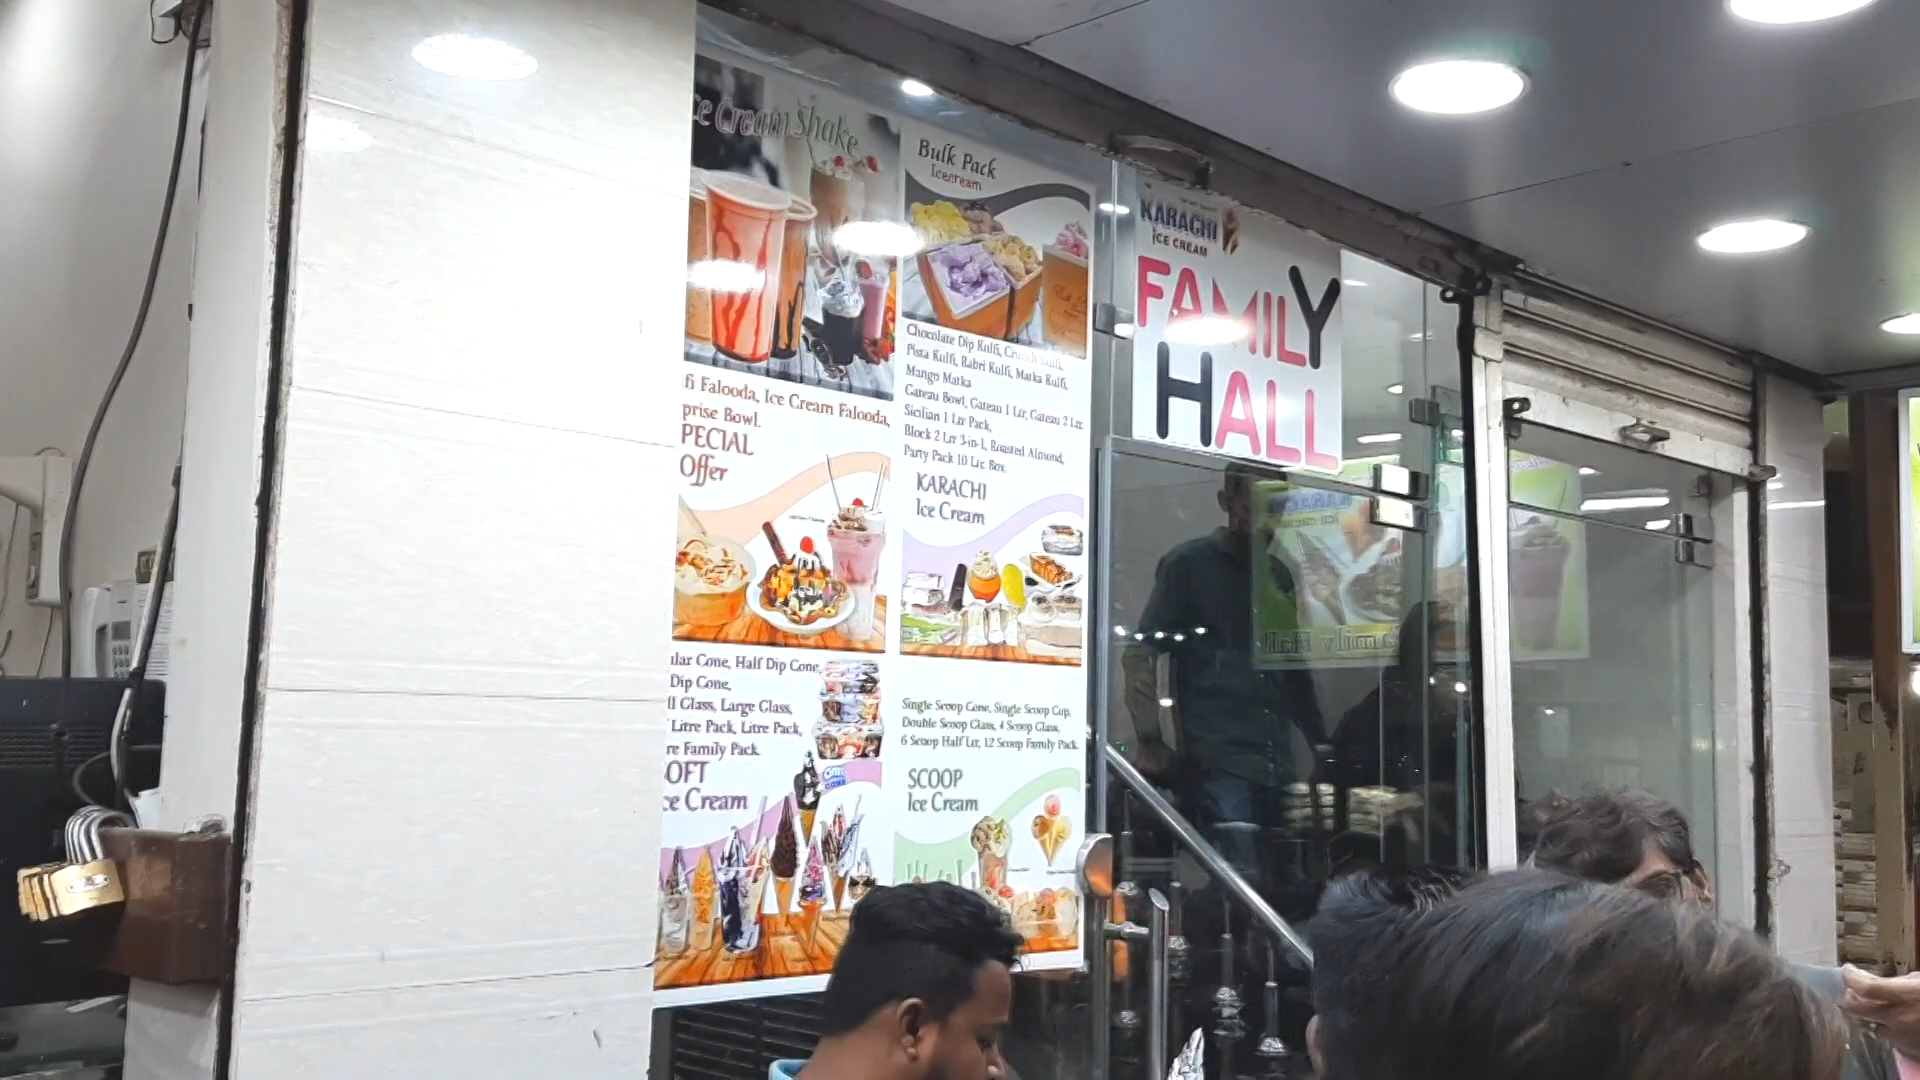 ce Cream Shake
fi Falooda, Ice Cream Falooda,
prise Bowl.
PECIAL
Offer
ular Cone, Half Dip Cone,
Dip Cone,
ll Glass, Large Glass,
Litre Pack, Litre Pack,
re Family Pack
OFT
ce Cream
Bulk Pack
Icecream
Chocolate Dip Kulfi, Crunch Kulfi,
Pista Kulfi, Rabri Kulfi, Matka Kulfi,
Mango Matka
Gateau Bowl, Gateau 1 Ltr, Gateau 2 Ltr
Sicilian 1 Ltr Pack,
Block 2 Ltr 3-in-1, Roasted Almond,
Party Pack 10 Ltr. Box
KARACHI
Ice Cream
Single Scoop Cone, Single Scoop Cup,
Double Scoop Glass, 4 Scoop Glass,
6 Scoop Half Ltr, 12 Scoop Family Pack
SCOOP
Ice Cream
KARACHI
ICE CREAM
FAMILY
HALL